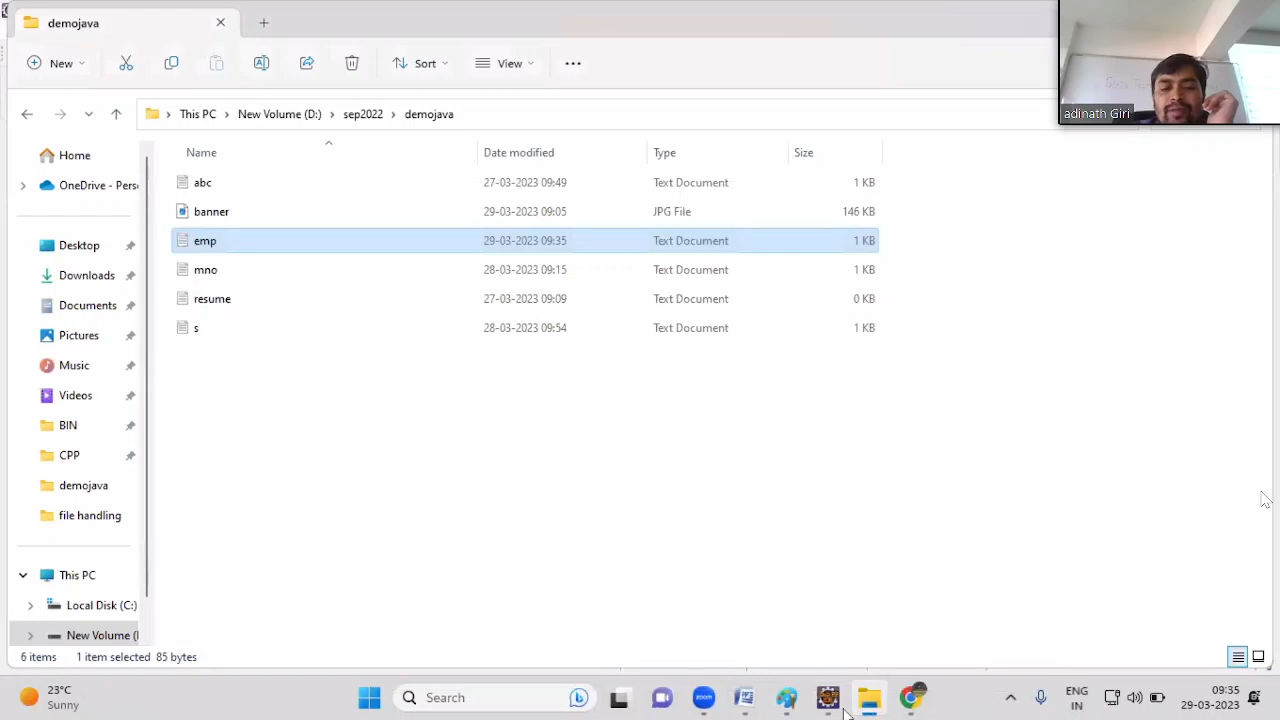 demojava
New
Sort
View
This PC
New Volume (D:)
sep2022
demojava
adinath Giri
Name
Date modified
Type
Size
Home
OneDrive - Pers
Desktop
Downloads
Documents
Pictures
Music
Videos
BIN
CPP
demojava
file handling
This PC
Local Disk (C:)
New Volume (
abc 27-03-2023 09:49 Text Document 1 KB
banner 29-03-2023 09:05 JPG File 146 KB
emp 29-03-2023 09:35 Text Document 1 KB
mno 28-03-2023 09:15 Text Document 1 KB
resume 27-03-2023 09:09 Text Document 0 KB
s 28-03-2023 09:54 Text Document 1 KB
6 items 1 item selected 85 bytes
23°C
Sunny
Search
zoom
ENG
IN
09:35
29-03-2023